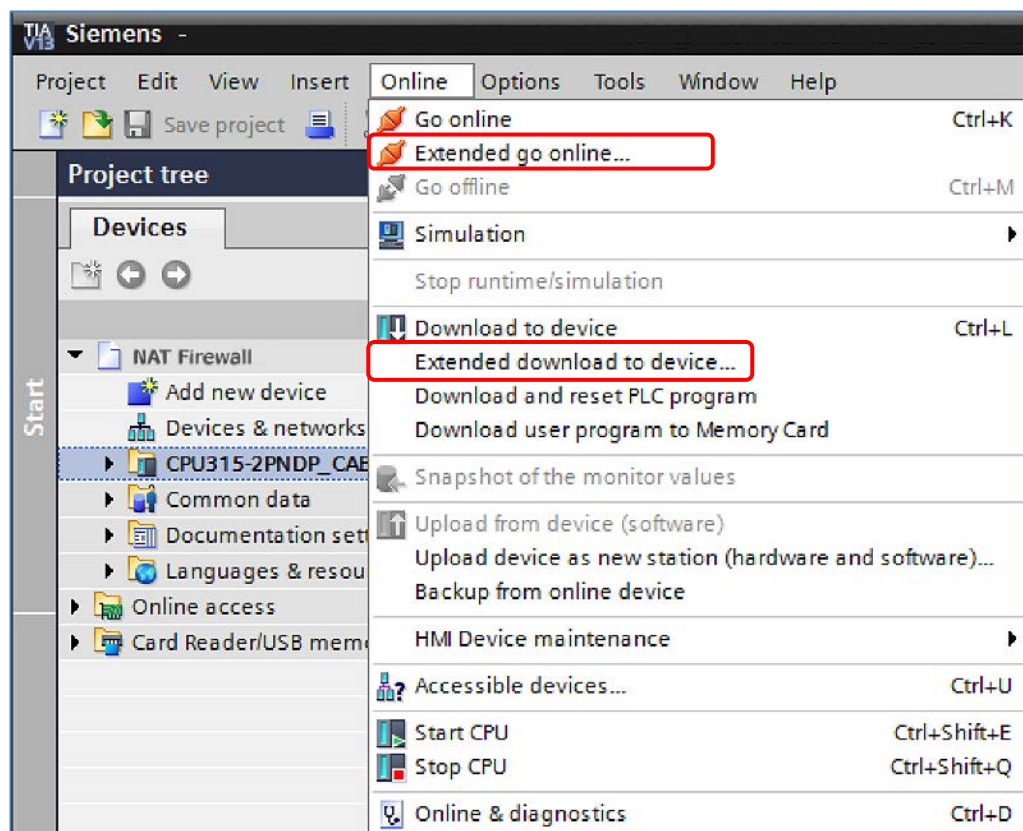 TIA V13 Siemens -
Project Edit View Insert Online Options Tools Window Help
Save project
Go online Ctrl+K
Extended go online...
Go offline Ctrl+M
Simulation
Stop runtime/simulation
Download to device Ctrl+L
Extended download to device...
Download and reset PLC program
Download user program to Memory Card
Snapshot of the monitor values
Upload from device (software)
Upload device as new station (hardware and software)...
Backup from online device
HMI Device maintenance
Accessible devices... Ctrl+U
Start CPU Ctrl+Shift+E
Stop CPU Ctrl+Shift+Q
Online & diagnostics Ctrl+D
Project tree
Devices
NAT Firewall
Add new device
Devices & networks
CPU315-2PNDP_CAE
Common data
Documentation sett
Languages & resou
Online access
Card Reader/USB mem
Start